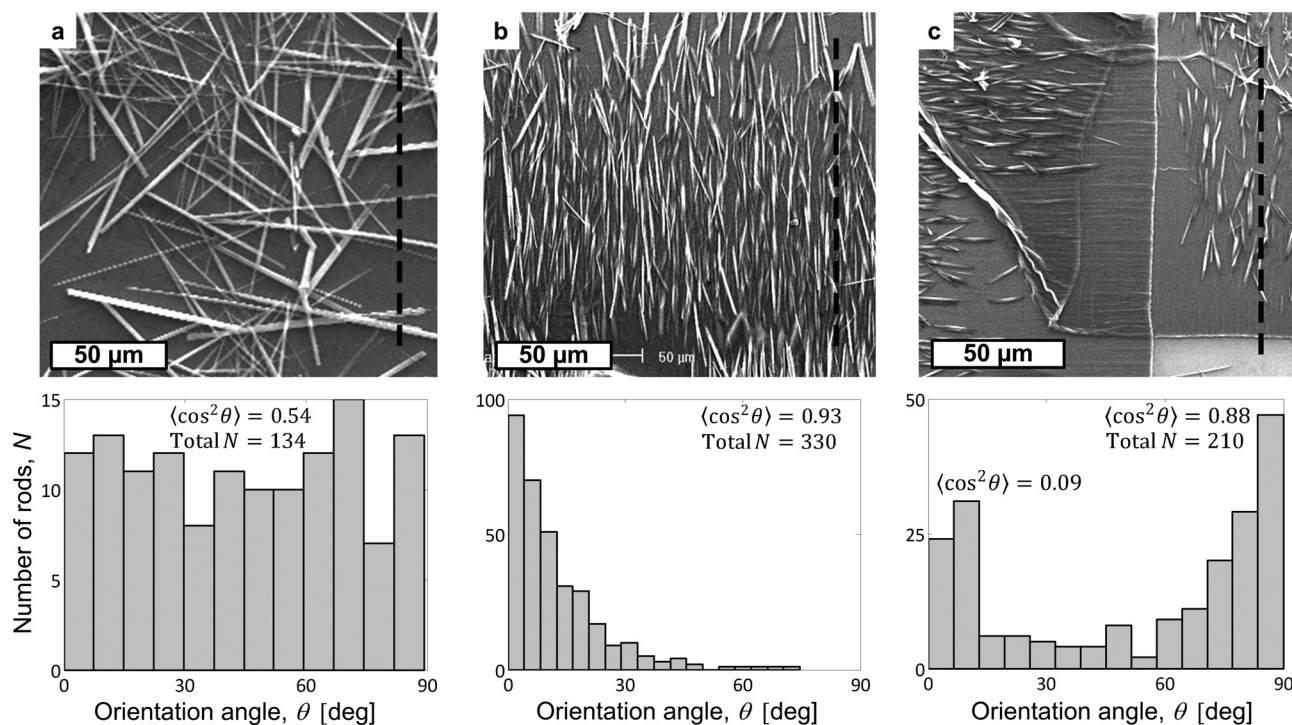 a
50 μm
b
50 μm
50 μm
c
50 μm
15
10
5
0
0
30
60
90
Number of rods, N
Orientation angle, θ [deg]
⟨cos²θ⟩ = 0.54
Total N = 134
100
50
0
0
30
60
90
Orientation angle, θ [deg]
⟨cos²θ⟩ = 0.93
Total N = 330
50
25
0
0
30
60
90
Orientation angle, θ [deg]
⟨cos²θ⟩ = 0.88
Total N = 210
⟨cos²θ⟩ = 0.09